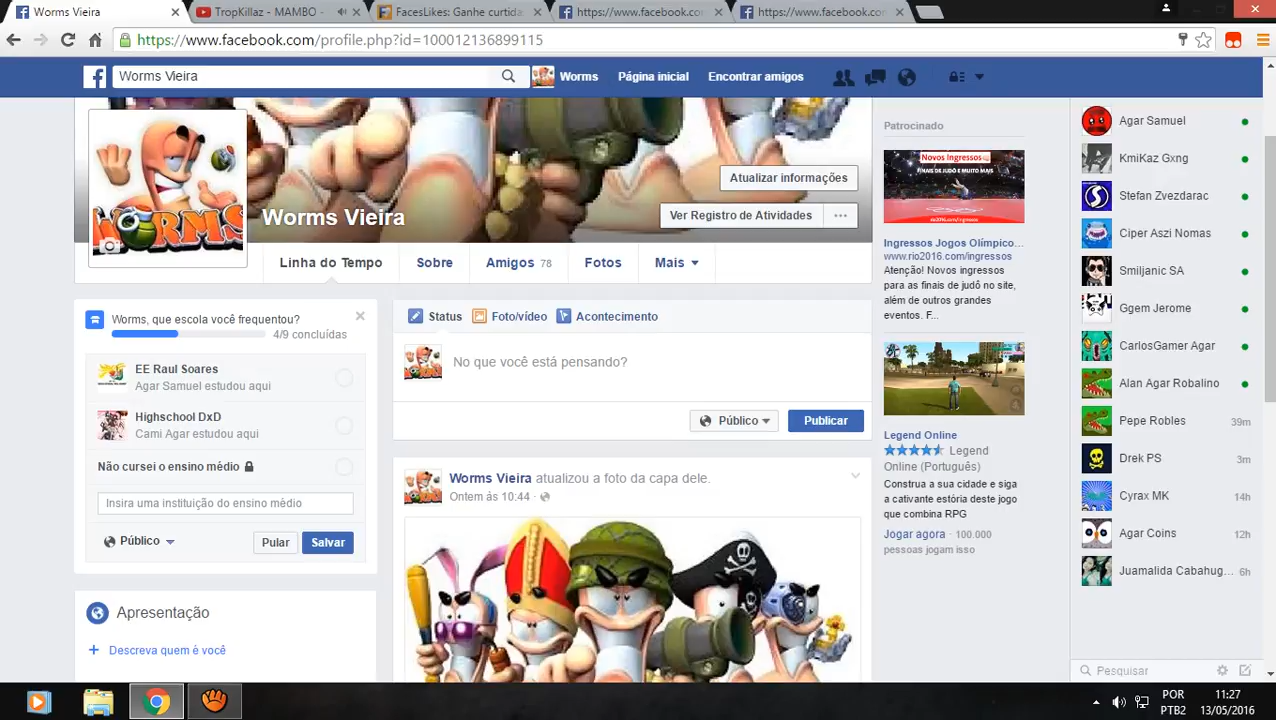 Worms Vieira
TropKillaz - MAMBO -
FacesLikes: Ganhe curtida
https://www.facebook.com/
https://www.facebook.com/
https://www.facebook.com/profile.php?id=100012136899115
Worms Vieira
Worms
Página inicial
Encontrar amigos
WORMS
Worms Vieira
Atualizar informações
Ver Registro de Atividades
Linha do Tempo
Sobre
Amigos 78
Fotos
Mais
Worms, que escola você frequentou?
4/9 concluídas
EE Raul Soares
Agar Samuel estudou aqui
Highschool DxD
Cami Agar estudou aqui
Não cursei o ensino médio
Insira uma instituição do ensino médio
Público
Pular
Salvar
Apresentação
+ Descreva quem é você
Status
Foto/vídeo
Acontecimento
No que você está pensando?
Público
Publicar
Worms Vieira atualizou a foto da capa dele.
Ontem às 10:44 ·
Patrocinado
Novos Ingressos
FINAIS DE JUDÔ E MUITO MAIS
Ingressos Jogos Olímpico...
www.rio2016.com/ingressos
Atenção! Novos ingressos
para as finais de judô no site,
além de outros grandes
eventos. F...
Legend Online
Legend
Online (Português)
Construa a sua cidade e siga
a cativante estória deste jogo
que combina RPG
Jogar agora · 100.000
pessoas jogam isso
Agar Samuel
KmiKaz Gxng
Stefan Zvezdarac
Ciper Aszi Nomas
Smiljanic SA
Ggem Jerome
CarlosGamer Agar
Alan Agar Robalino
Pepe Robles 39m
Drek PS 3m
Cyrax MK 14h
Agar Coins 12h
Juamalida Cabahug... 6h
Pesquisar
POR
PTB2
11:27
13/05/2016